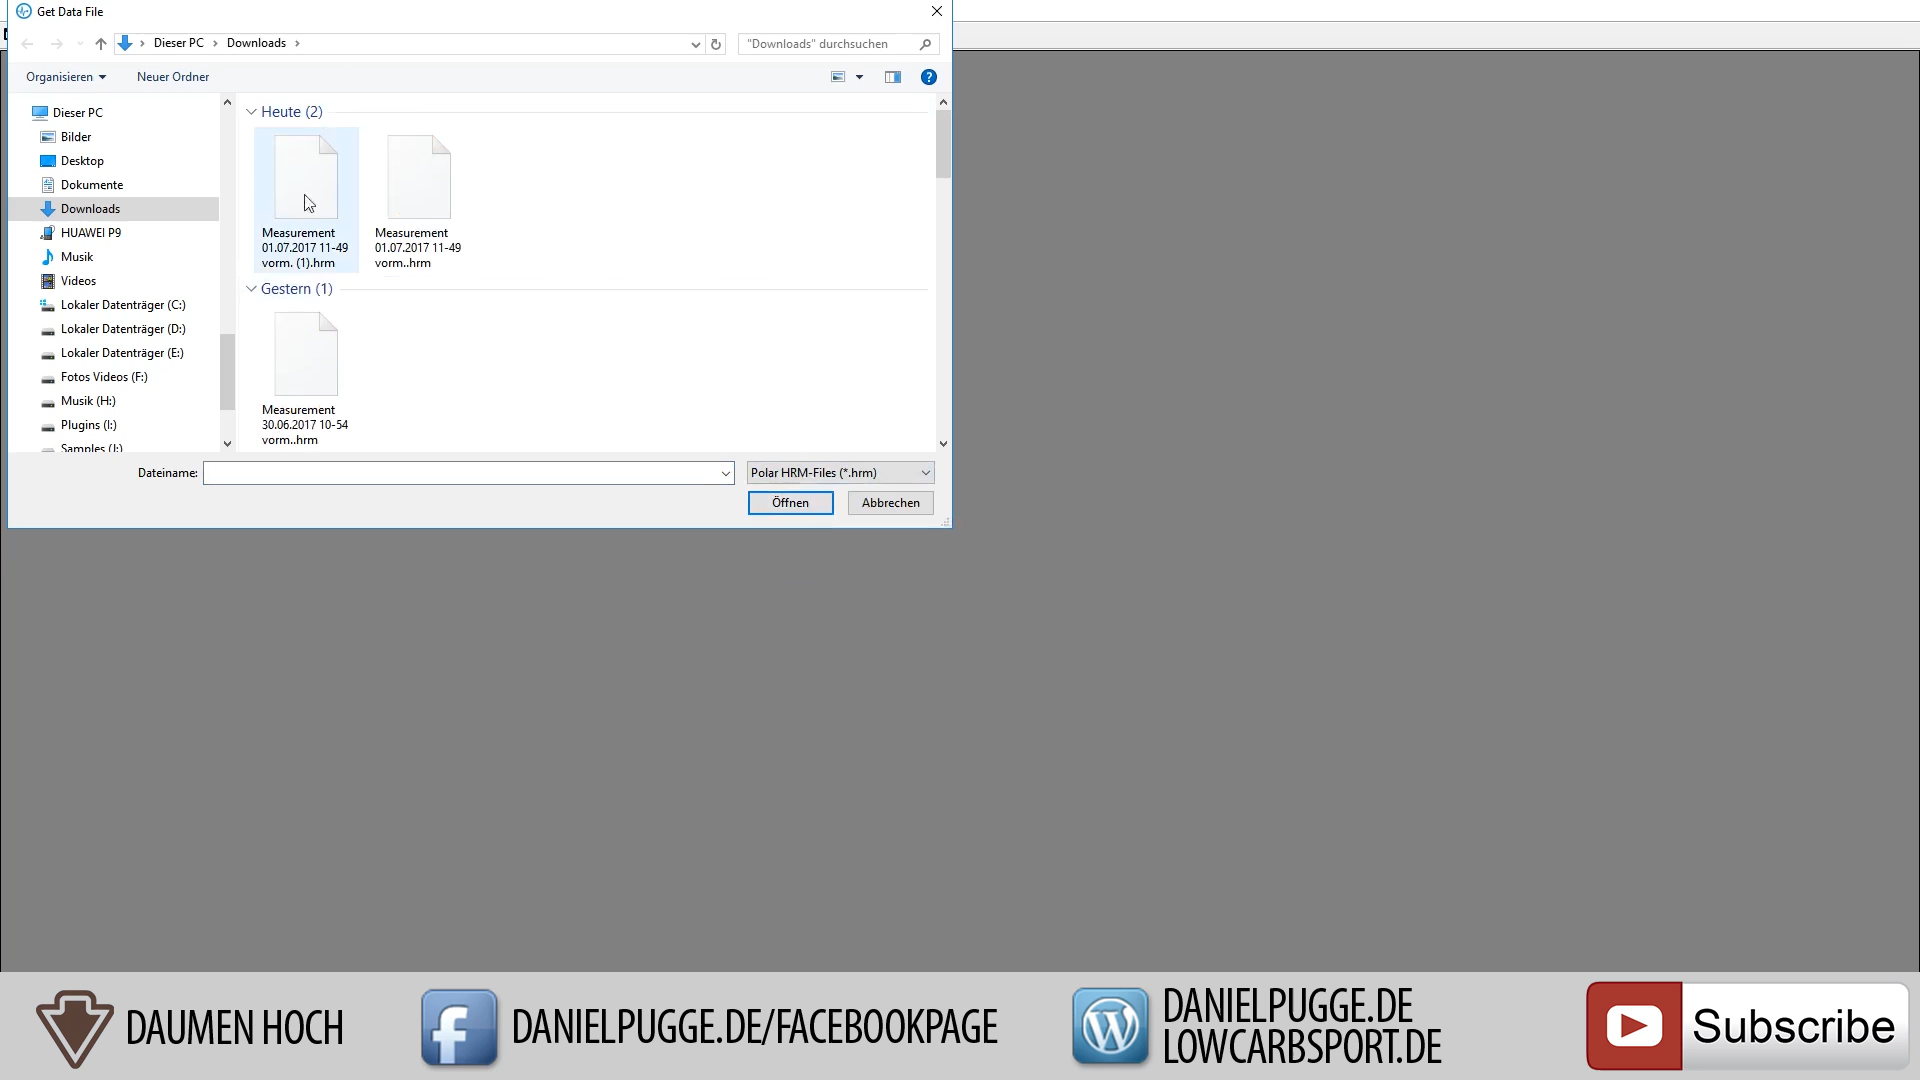 Get Data File
Dieser PC
Downloads
"Downloads" durchsuchen
Organisieren
Neuer Ordner
Dieser PC
Bilder
Desktop
Dokumente
Downloads
HUAWEI P9
Musik
Videos
Lokaler Datenträger (C:)
Lokaler Datenträger (D:)
Lokaler Datenträger (E:)
Fotos Videos (F:)
Musik (H:)
Plugins (I:)
Samples (J:)
Heute (2)
Measurement
01.07.2017 11-49
vorm. (1).hrm
Measurement
01.07.2017 11-49
vorm..hrm
Gestern (1)
Measurement
30.06.2017 10-54
vorm..hrm
Dateiname:
Polar HRM-Files (*.hrm)
Öffnen
Abbrechen
DAUMEN HOCH
DANIELPUGGE.DE/FACEBOOKPAGE
DANIELPUGGE.DE
LOWCARBSPORT.DE
Subscribe